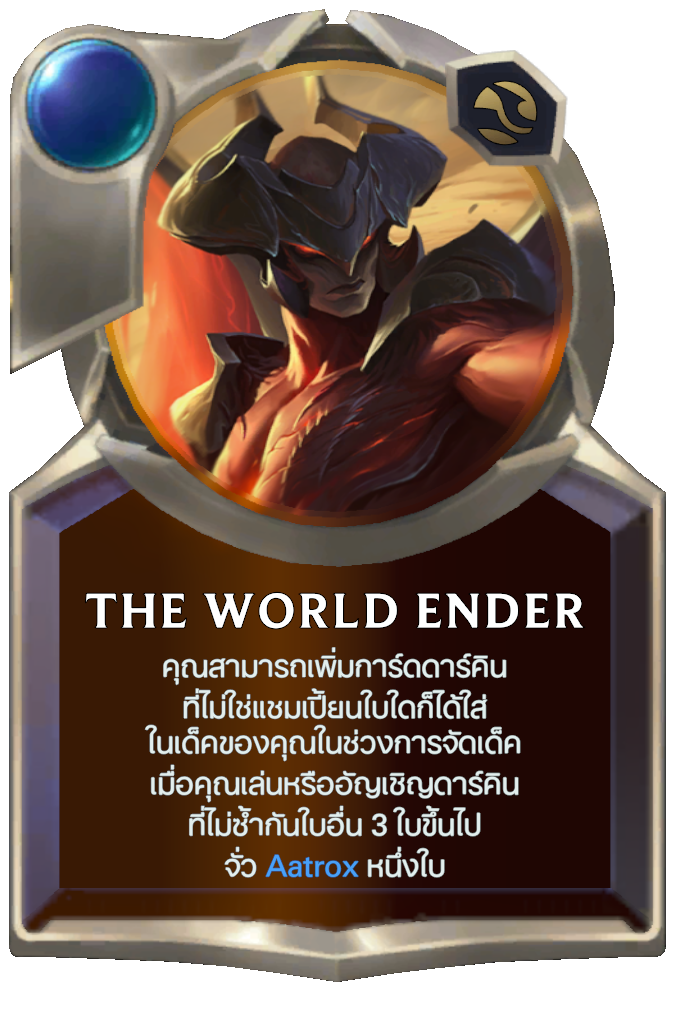 THE WORLD ENDER
คุณสามารถเพิ่มการ์ดดาร์คิน
ที่ไม่ใช่แชมเปี้ยนใบใดก็ได้ใส่
ในเด็คของคุณในช่วงการจัดเด็ค
เมื่อคุณเล่นหรืออัญเชิญดาร์คิน
ที่ไม่ซ้ำกันใบอื่น 3 ใบขึ้นไป
จั่ว Aatrox หนึ่งใบ